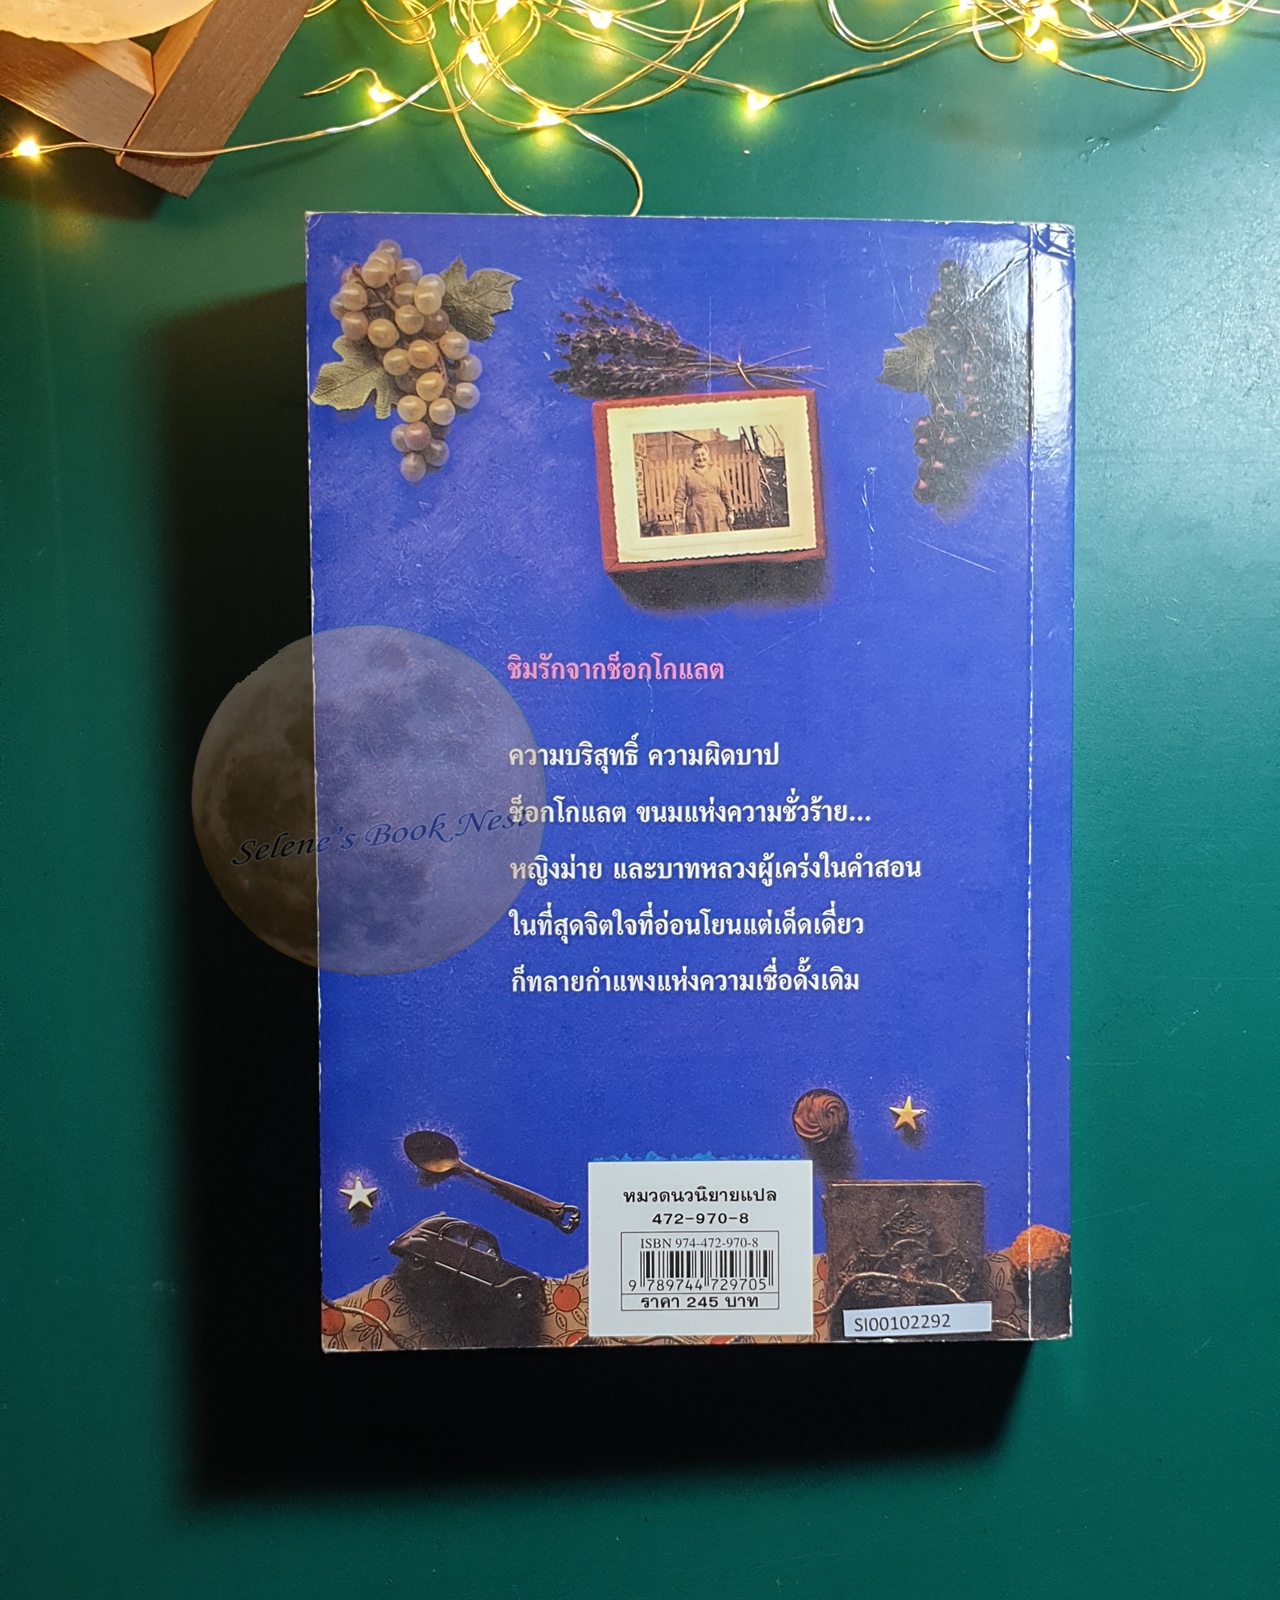 ชิมรักจากช็อกโกแลต
ความบริสุทธิ์ ความผิดบาป
ช็อกโกแลต ขนมแห่งความชั่วร้าย...
หญิงม่าย และบาทหลวงผู้เคร่งในคำสอน
ในที่สุดจิตใจที่อ่อนโยนแต่เด็ดเดี่ยว
ก็ทลายกำแพงแห่งความเชื่อดั้งเดิม
Selene's Book Nest
หมวดนวนิยายแปล
472-970-8
ISBN 974-472-970-8
9 789744 729705
ราคา 245 บาท
SI00102292